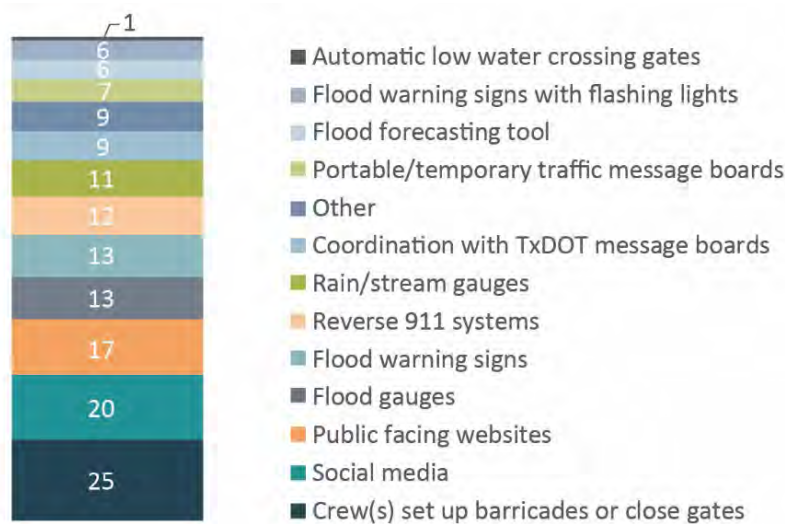 1
6
6
7
9
9
11
12
13
13
17
20
25
Automatic low water crossing gates
Flood warning signs with flashing lights
Flood forecasting tool
Portable/temporary traffic message boards
Other
Coordination with TxDOT message boards
Rain/stream gauges
Reverse 911 systems
Flood warning signs
Flood gauges
Public facing websites
Social media
Crew(s) set up barricades or close gates